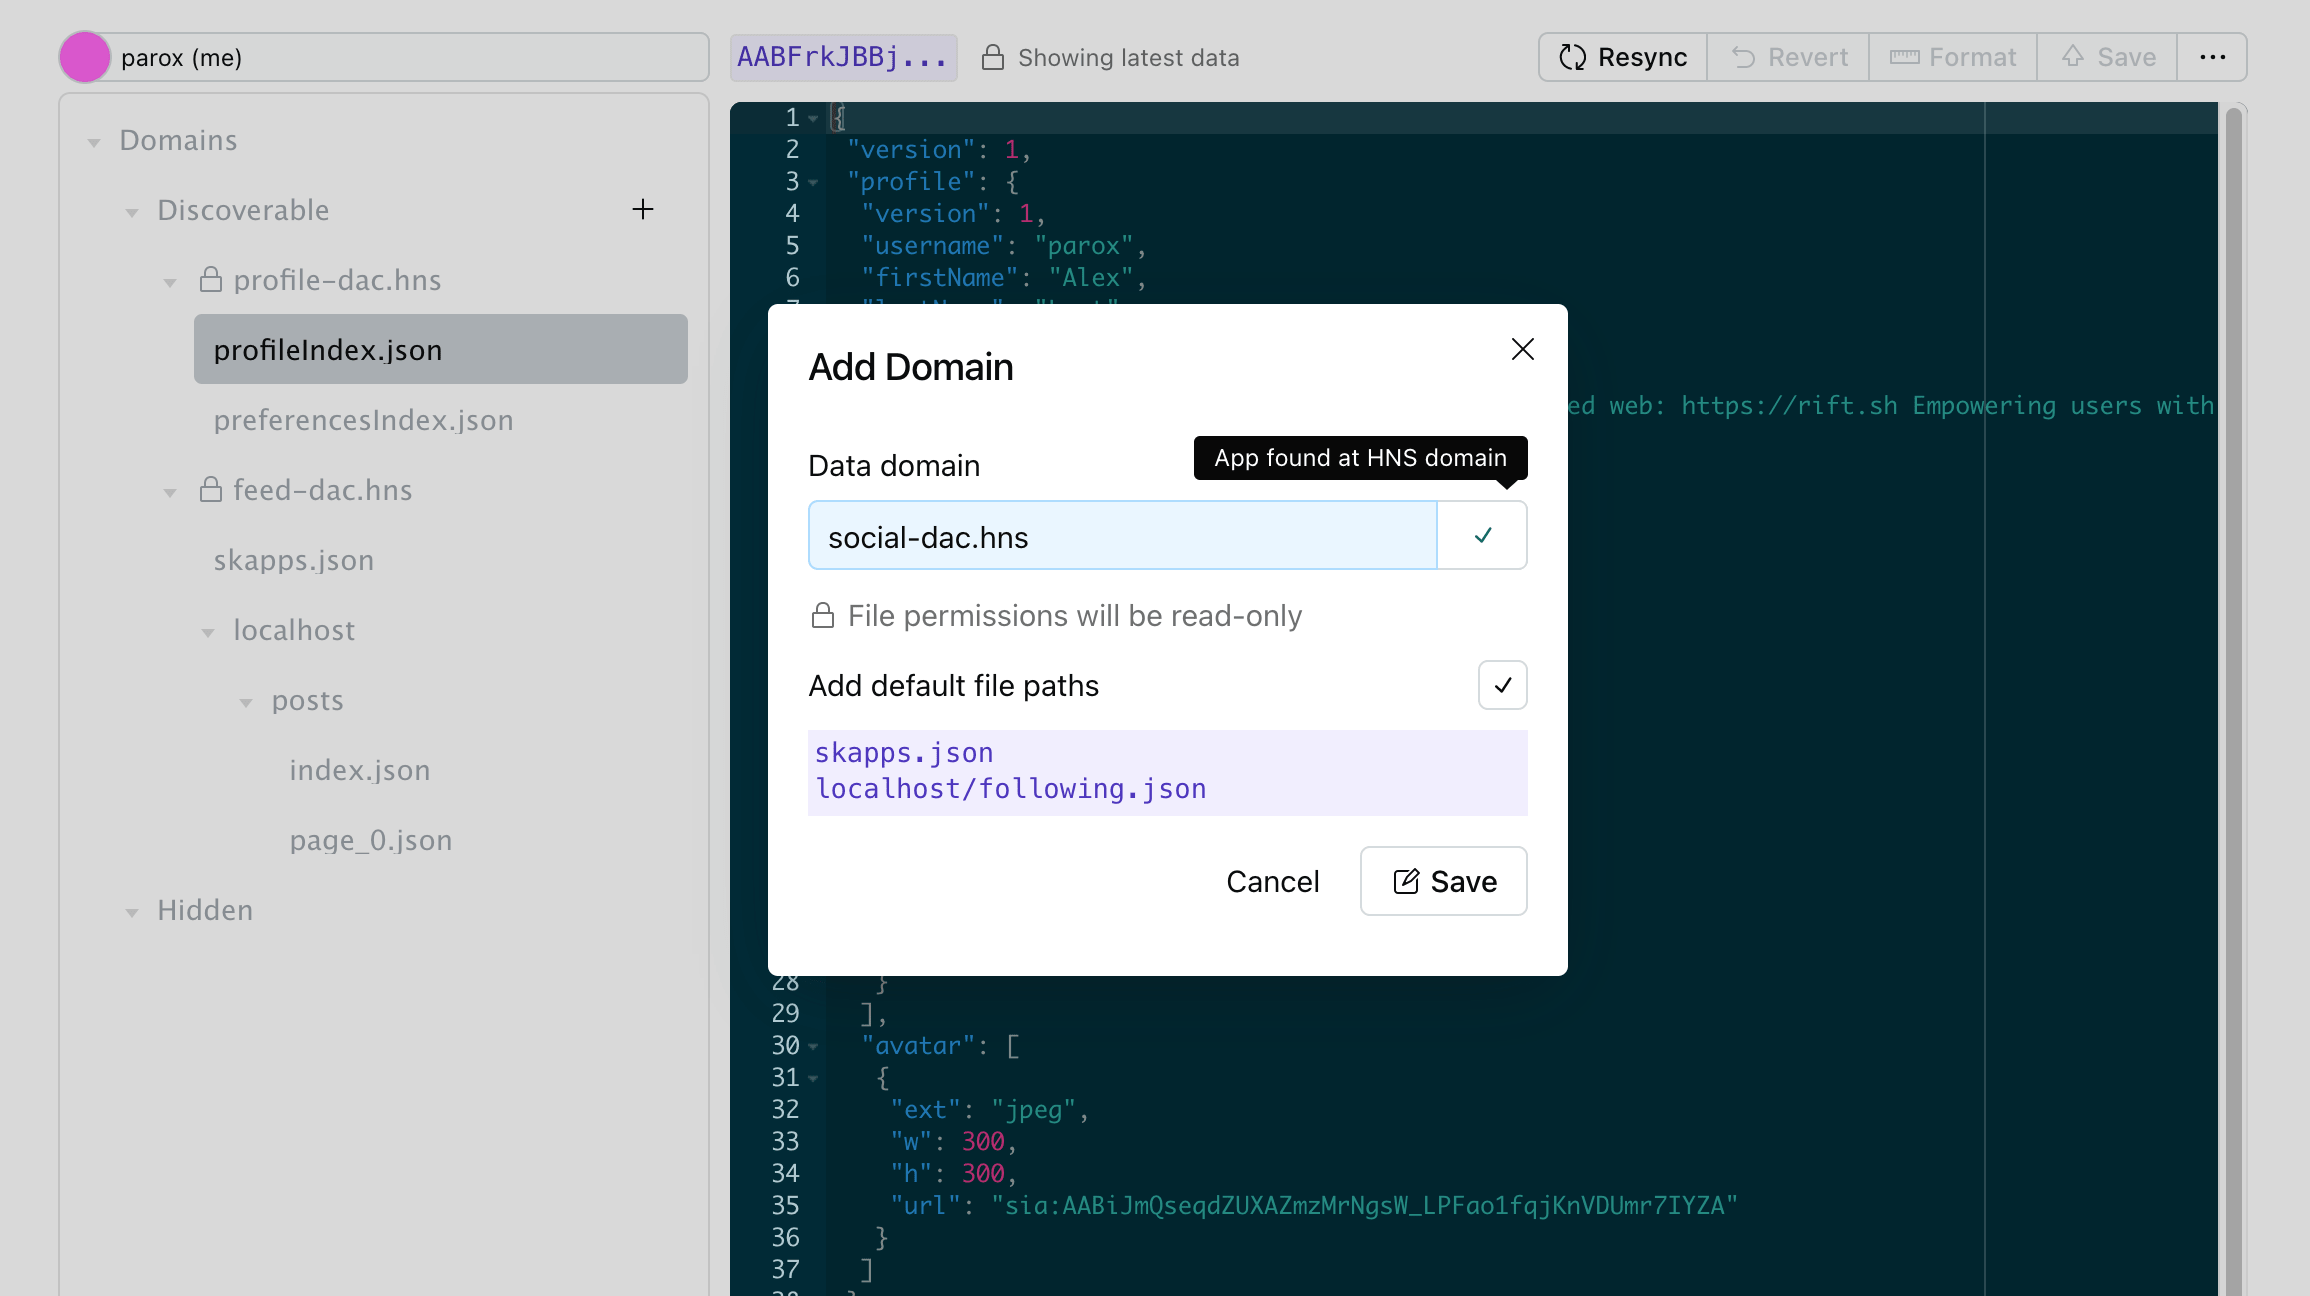 parox (me)
AABFrkJBBj...
Showing latest data
Resync
Revert
Format
Save
Domains
Discoverable
profile-dac.hns
profileIndex.json
preferencesIndex.json
feed-dac.hns
skapps.json
localhost
posts
index.json
page_0.json
Hidden
1 {
2 "version": 1,
3 "profile": {
4 "version": 1,
5 "username": "parox",
6 "firstName": "Alex",
ed web: https://rift.sh Empowering users with
Add Domain
Data domain
App found at HNS domain
social-dac.hns
File permissions will be read-only
Add default file paths
skapps.json
localhost/following.json
Cancel
Save
28 }
29 ],
30 "avatar": [
31 {
32 "ext": "jpeg",
33 "w": 300,
34 "h": 300,
35 "url": "sia:AABiJmQseqdZUXAZmzMrNgsW_LPFao1fqjKnVDUmr7IYZA"
36 }
37 ]